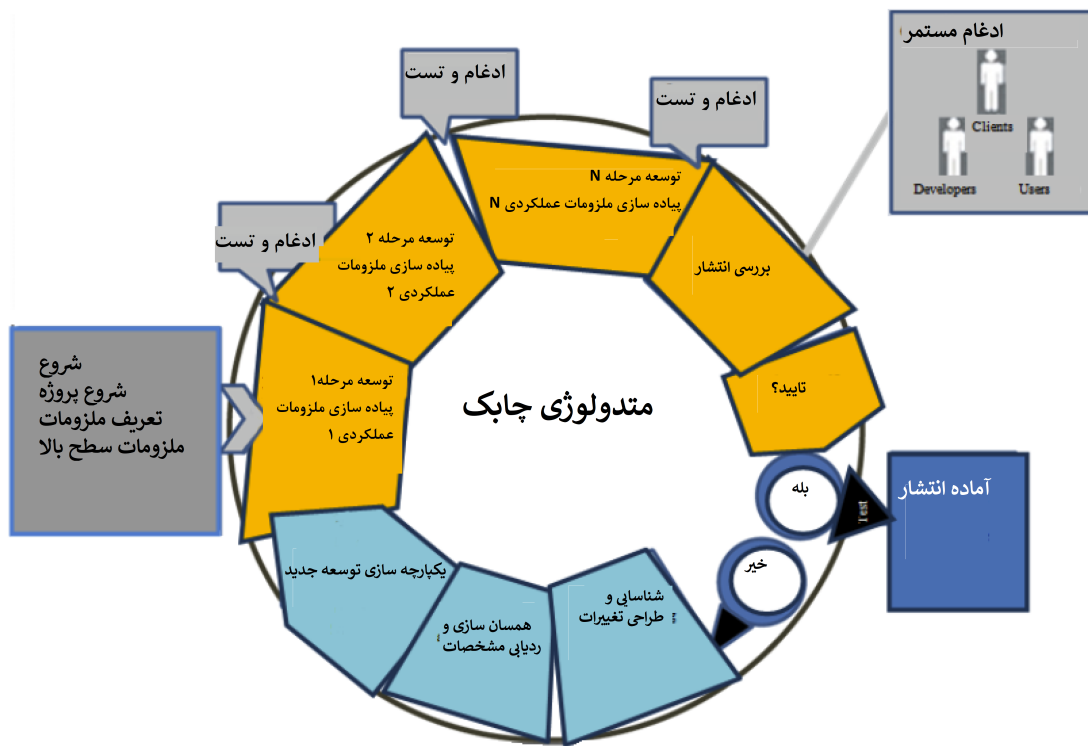 ادغام مستمر
Clients
Developers
Users
ادغام و تست
ادغام و تست
ادغام و تست
توسعه مرحله N
پیاده سازی ملزومات عملکردی N
توسعه مرحله ۲
پیاده سازی ملزومات
عملکردی ۲
بررسی انتشار
شروع
شروع پروژه
تعریف ملزومات
ملزومات سطح بالا
توسعه مرحله۱
پیاده سازی ملزومات
عملکردی ۱
متدولوژی چابک
تایید؟
بله
Test
آماده انتشار
خیر
شناسایی و
طراحی تغییرات
همسان سازی و
ردیابی مشخصات
یکپارچه سازی توسعه جدید